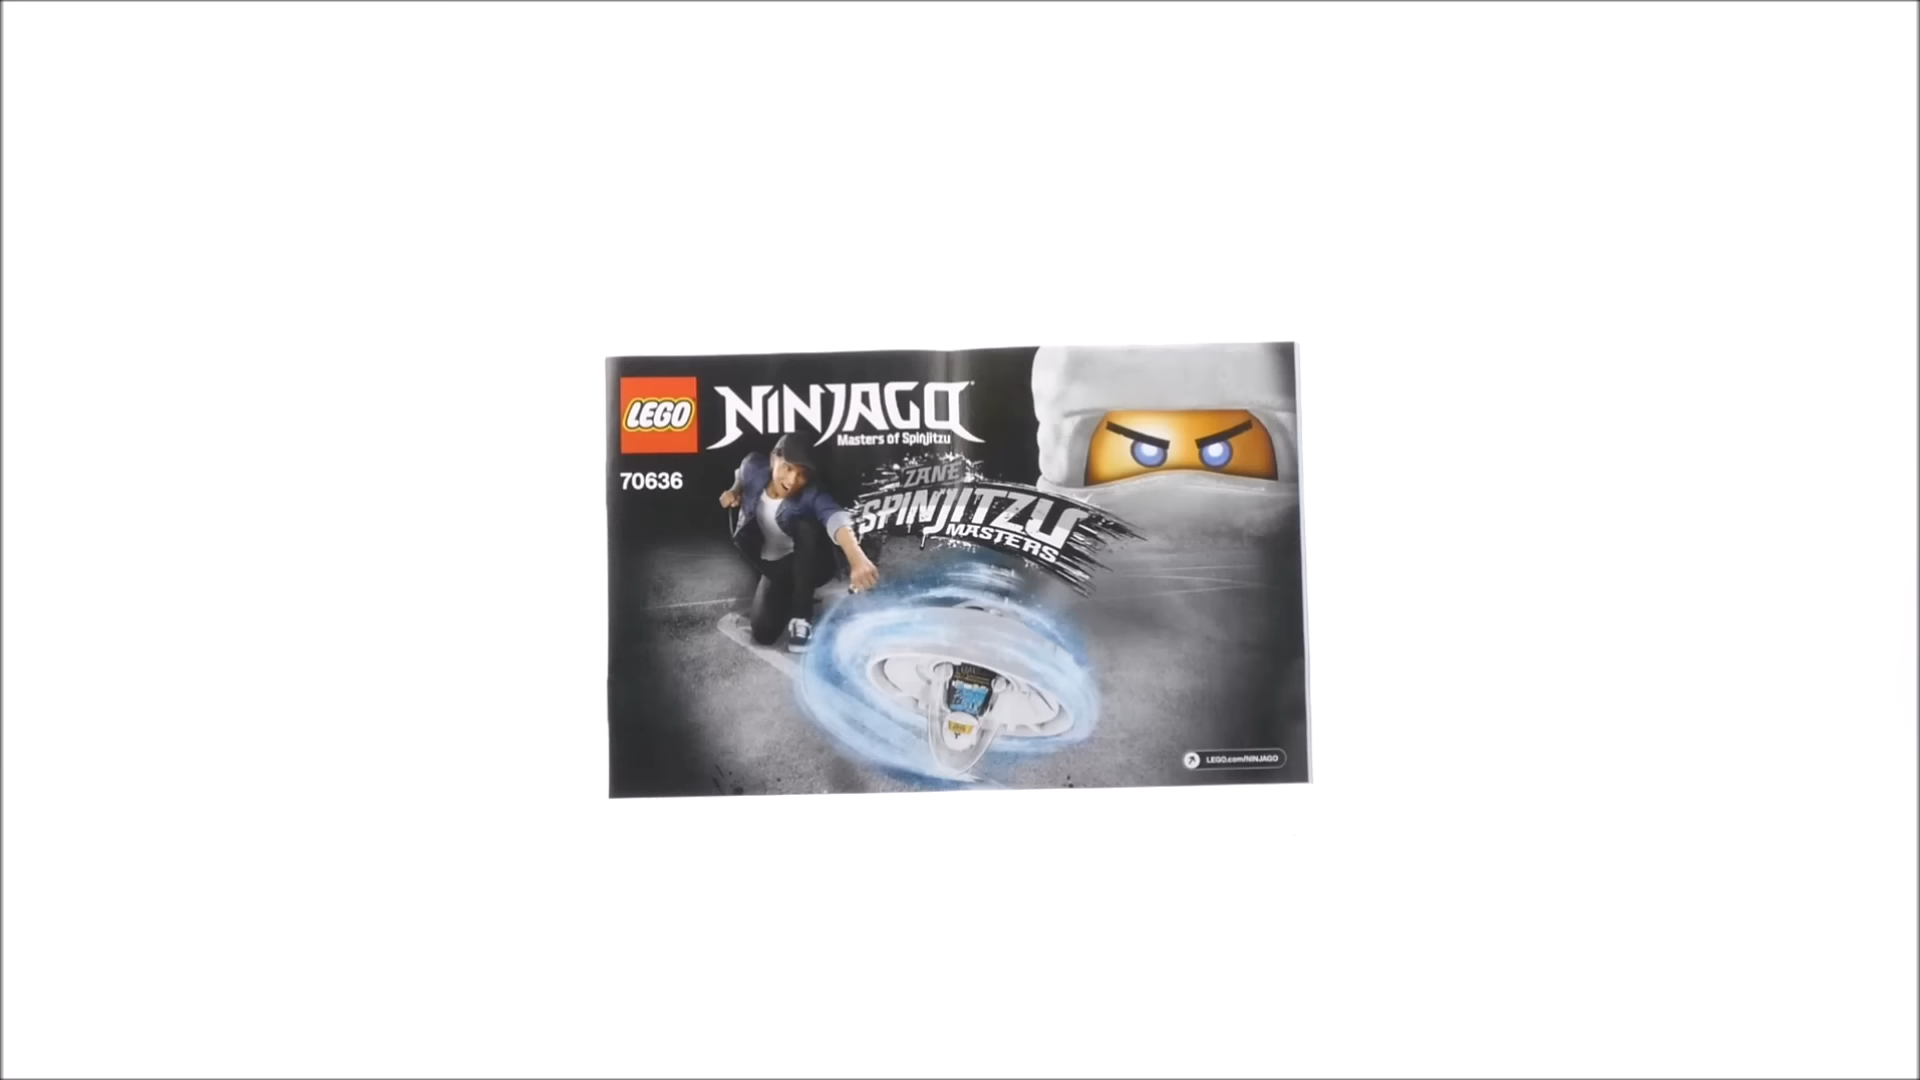 LEGO
NINJAGO
Masters of Spinjitzu
70636
ZANE
SPINJITZU
MASTERS
LEGO.com/NINJAGO